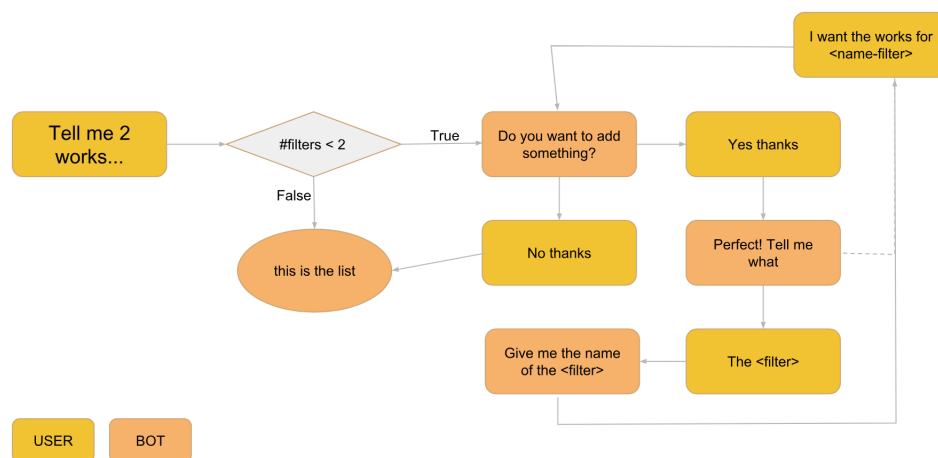 I want the works for
<name-filter>
Tell me 2
works...
#filters < 2
True
Do you want to add
something?
Yes thanks
False
this is the list
No thanks
Perfect! Tell me
what
Give me the name
of the <filter>
The <filter>
USER
BOT